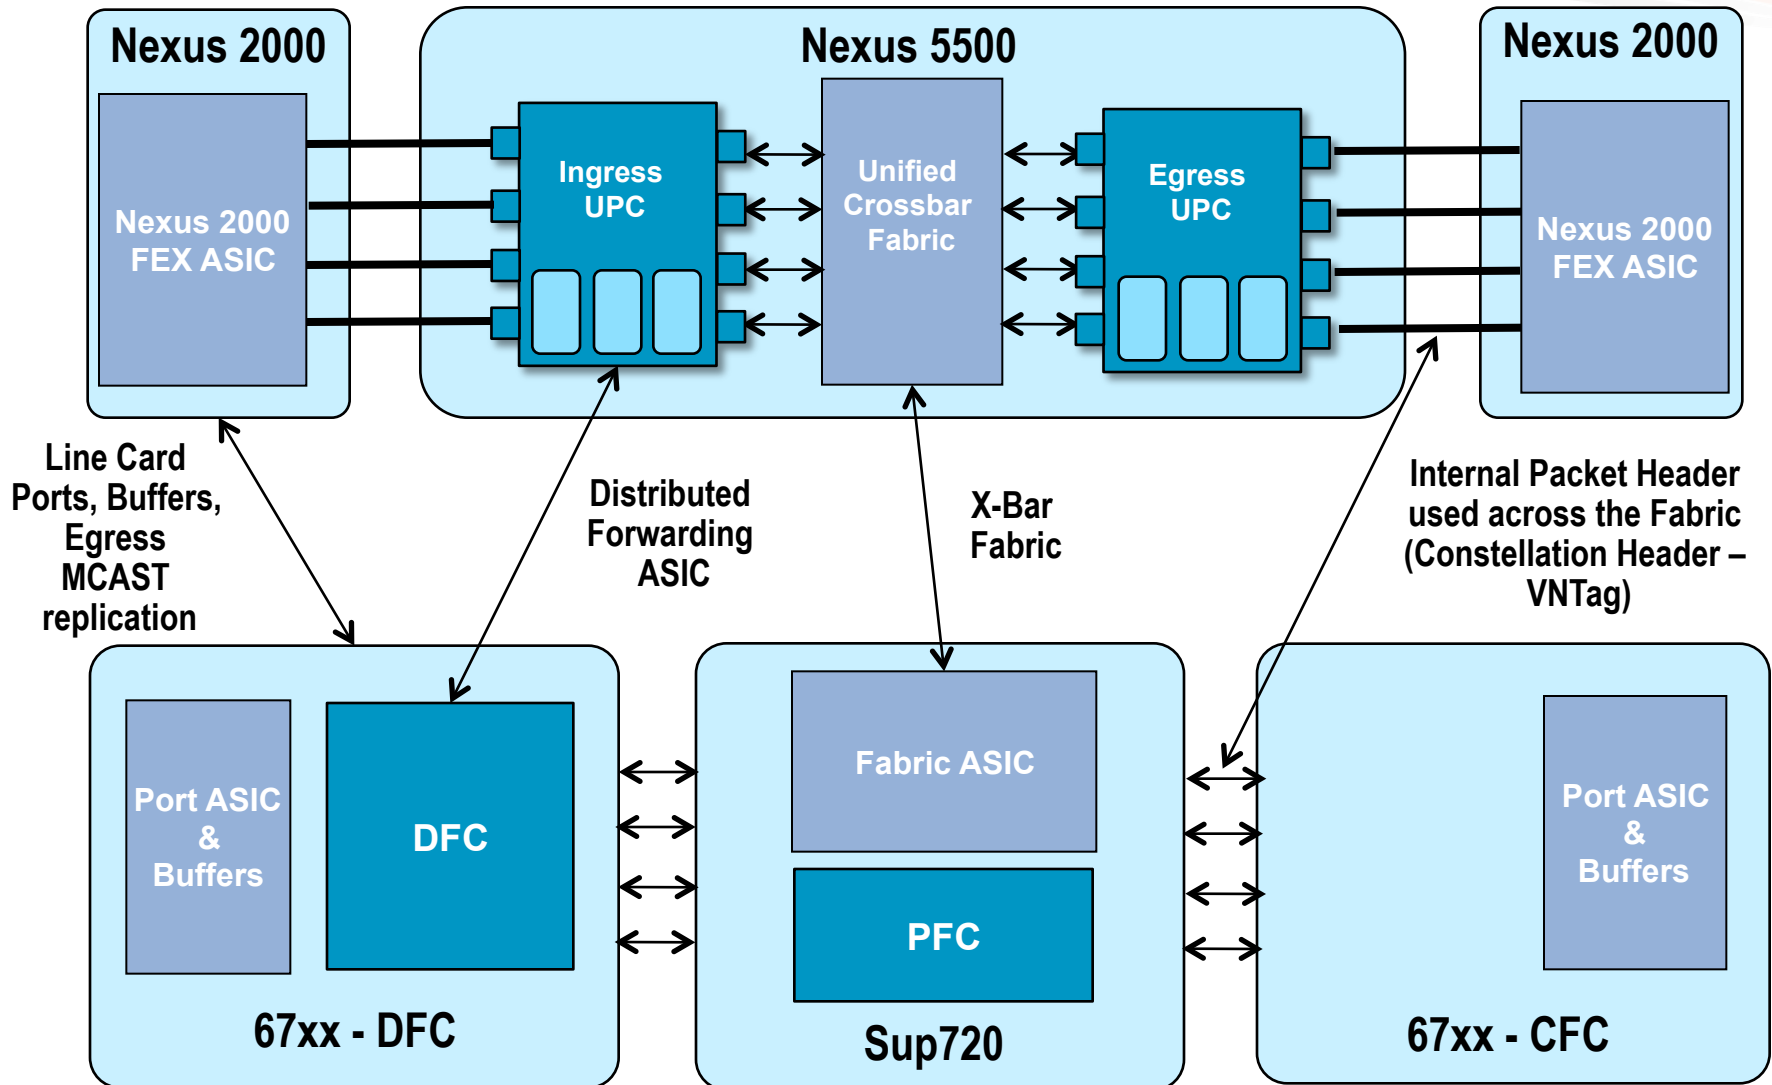 Nexus 2000
Nexus 5500
Nexus 2000
Nexus 2000
FEX ASIC
Ingress
UPC
Unified
Crossbar
Fabric
Egress
UPC
Nexus 2000
FEX ASIC
Line Card
Ports, Buffers,
Egress
MCAST
replication
Distributed
Forwarding
ASIC
X-Bar
Fabric
Internal Packet Header
used across the Fabric
(Constellation Header –
VNTag)
Port ASIC
&
Buffers
DFC
67xx - DFC
Fabric ASIC
PFC
Sup720
Port ASIC
&
Buffers
67xx - CFC